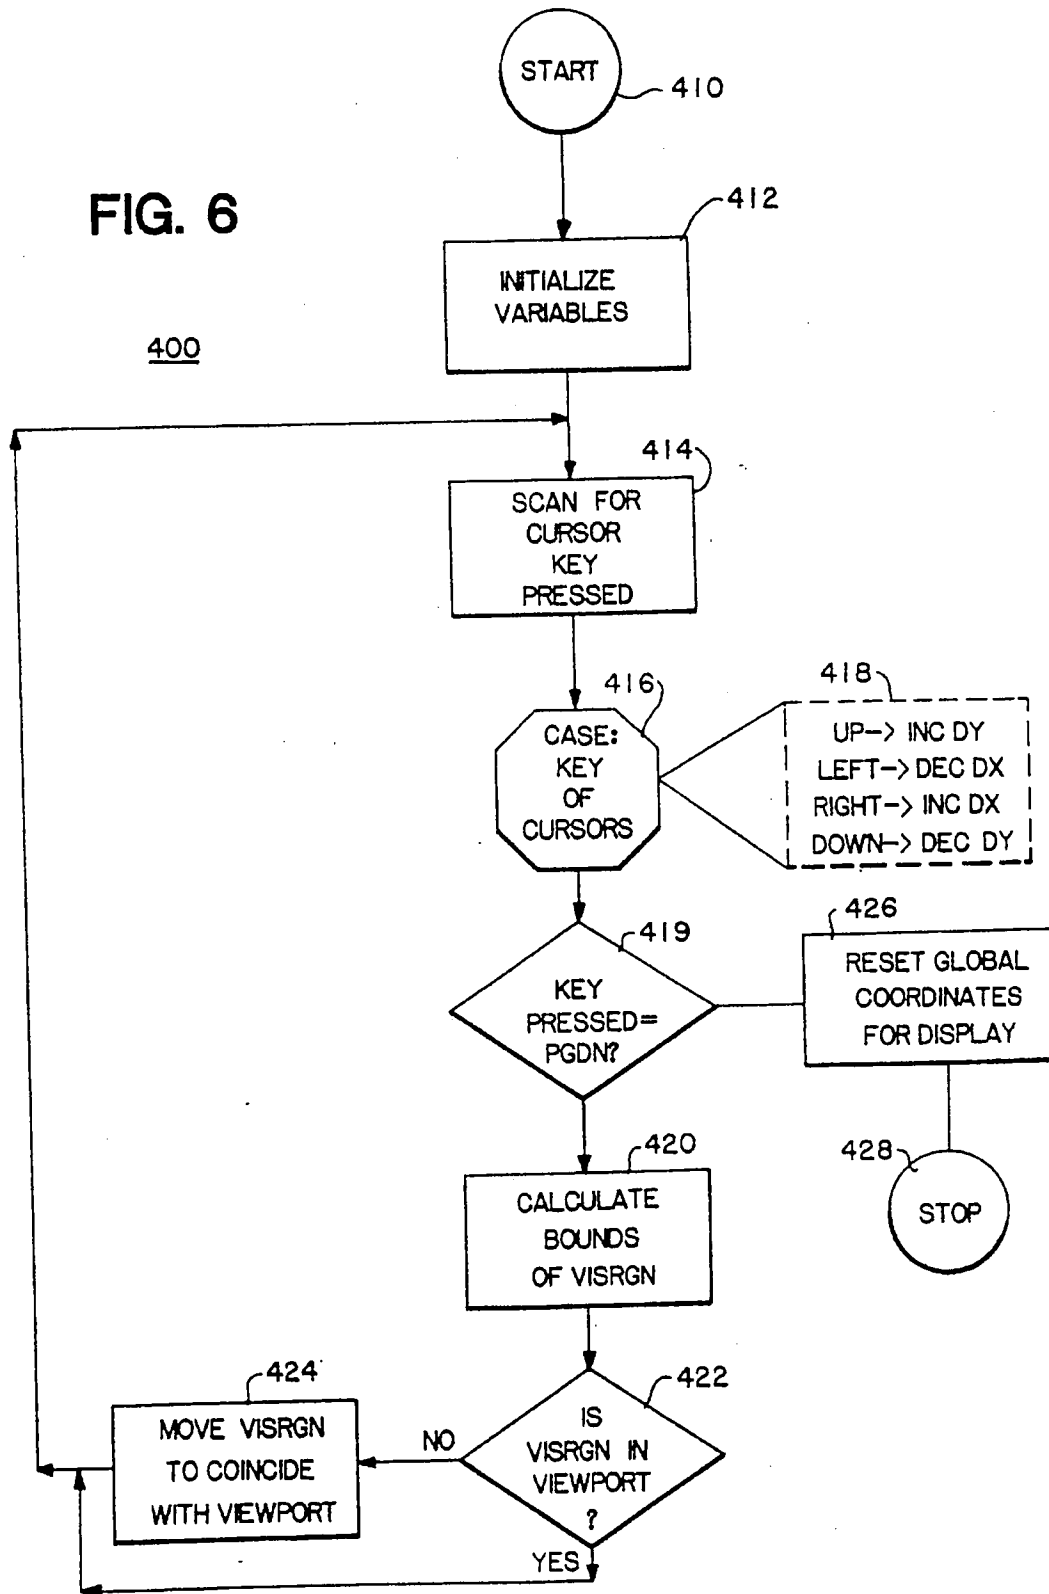 START
410
FIG. 6
412
INITIALIZE
VARIABLES
400
414
SCAN FOR
CURSOR
KEY
PRESSED
416
CASE:
KEY
OF
CURSORS
418
UP-> INC DY
LEFT-> DEC DX
RIGHT-> INC DX
DOWN-> DEC DY
419
KEY
PRESSED=
PGDN?
426
RESET GLOBAL
COORDINATES
FOR DISPLAY
420
CALCULATE
BOUNDS
OF VISRGN
428
STOP
422
IS
VISRGN IN
VIEWPORT
?
NO
424
MOVE VISRGN
TO COINCIDE
WITH VIEWPORT
YES